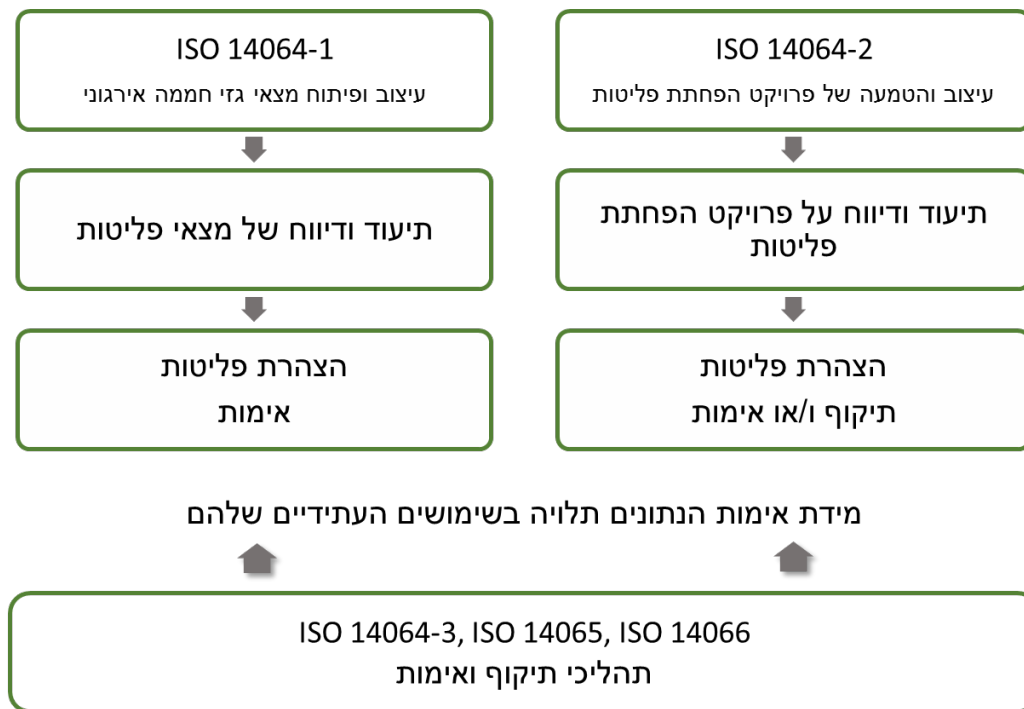 ISO 14064-1
עיצוב ופיתוח מצאי גזי חממה אירגוני
תיעוד ודיווח של מצאי פליטות
הצהרת פליטות
אימות
ISO 14064-2
עיצוב והטמעה של פרויקט הפחתת פליטות
תיעוד ודיווח על פרויקט הפחתת
פליטות
הצהרת פליטות
תיקוף ו/או אימות
מידת אימות הנתונים תלויה בשימושים העתידיים שלהם
ISO 14064-3, ISO 14065, ISO 14066
תהליכי תיקוף ואימות